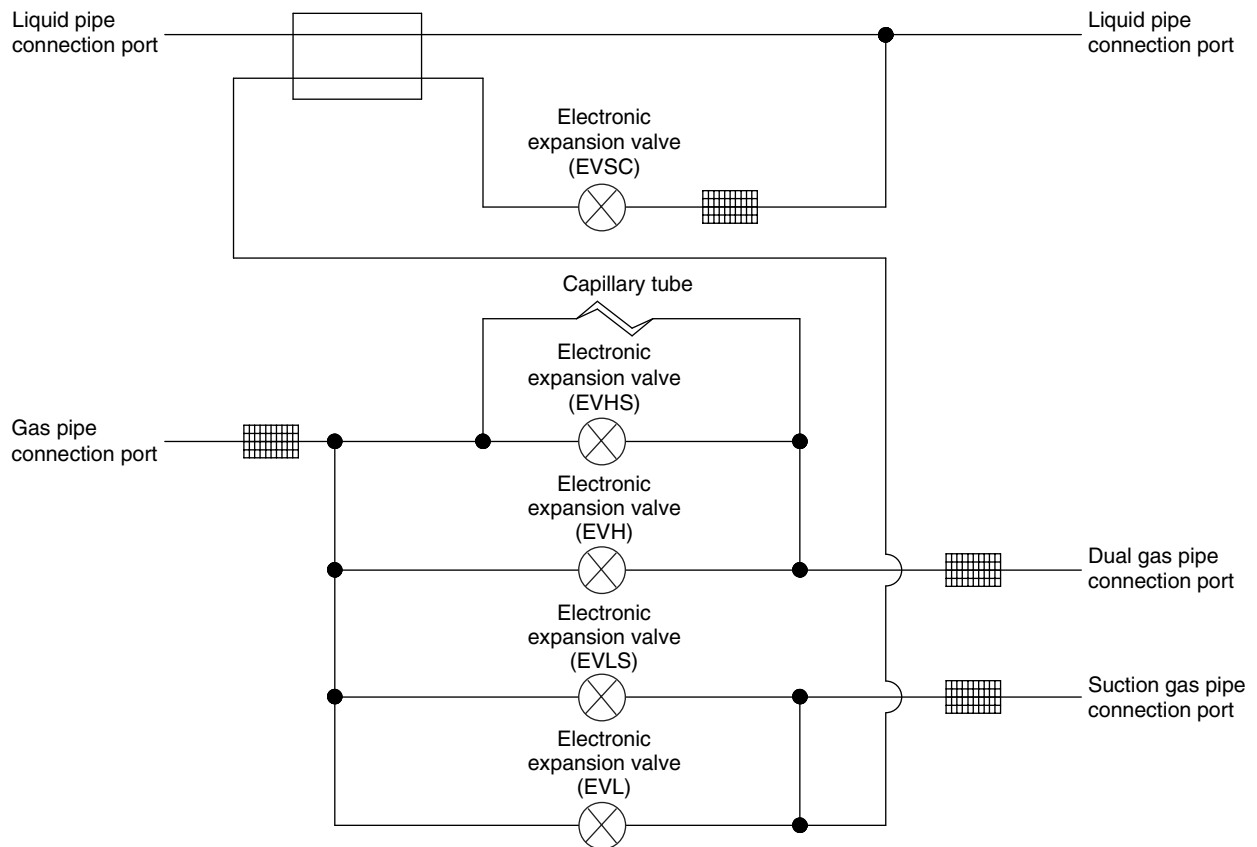 Liquid pipe
connection port
Liquid pipe
connection port
Electronic
expansion valve
(EVSC)
Capillary tube
Electronic
expansion valve
(EVHS)
Gas pipe
connection port
Electronic
expansion valve
(EVH)
Dual gas pipe
connection port
Electronic
expansion valve
(EVLS)
Suction gas pipe
connection port
Electronic
expansion valve
(EVL)